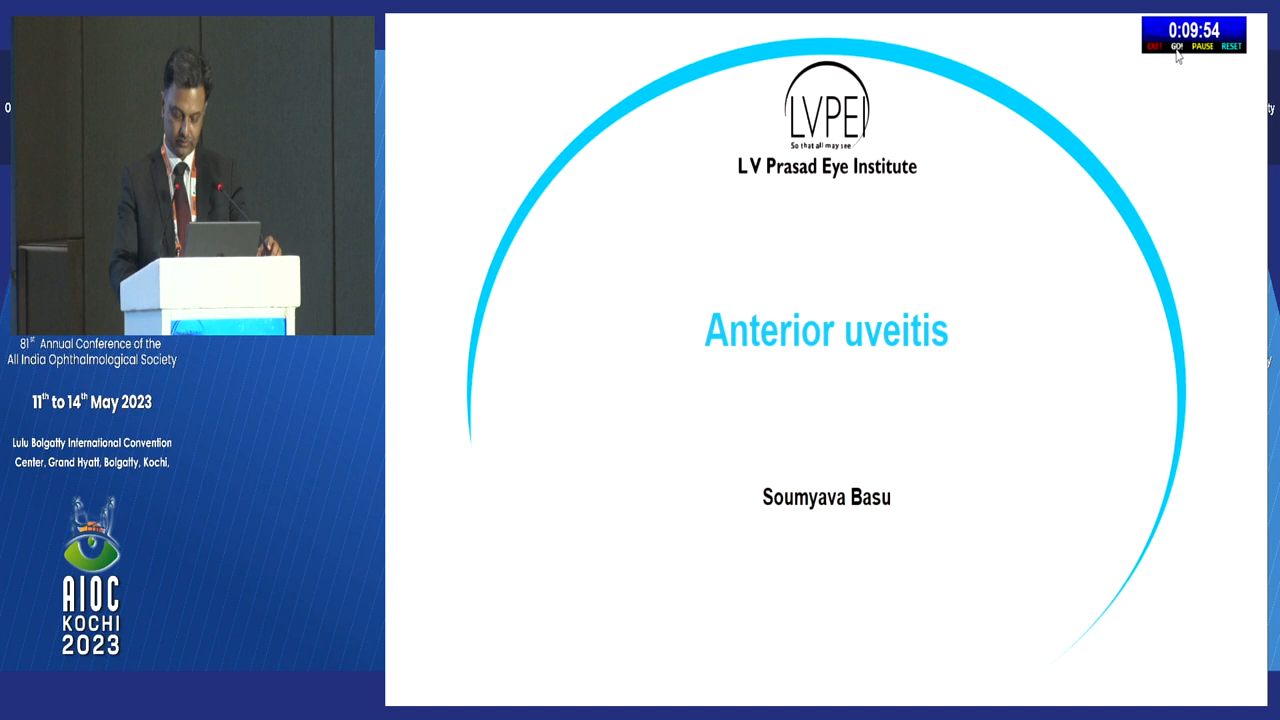 0:09:54
EXIT GO! PAUSE RESET
LVPEI
So that all may see
L V Prasad Eye Institute
Anterior uveitis
Soumyava Basu
81st Annual Conference of the
All India Ophthalmological Society
11th to 14th May 2023
Lulu Bolgatty International Convention
Center, Grand Hyatt, Bolgatty, Kochi,
AIOC
KOCHI
2023